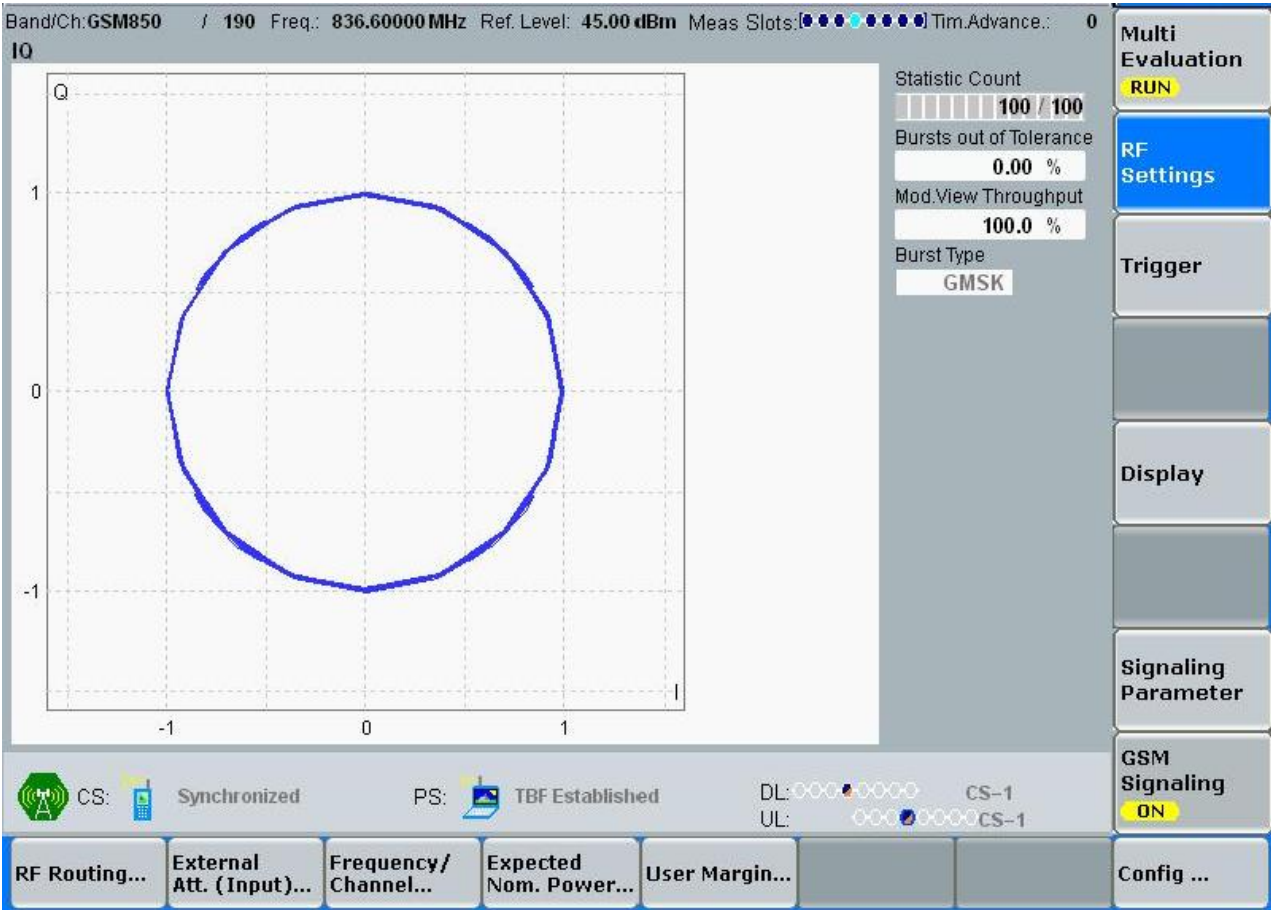 Band/Ch:GSM850 / 190 Freq.: 836.60000 MHz Ref. Level: 45.00 dBm Meas Slots: Tim.Advance.: 0
IQ
Q
1
0
-1
I
-1 0 1
Statistic Count
100 / 100
Bursts out of Tolerance
0.00 %
Mod.View Throughput
100.0 %
Burst Type
GMSK
Multi
Evaluation
RUN
RF
Settings
Trigger
Display
Signaling
Parameter
GSM
Signaling
ON
CS: Synchronized PS: TBF Established DL: CS-1
UL: CS-1
RF Routing...
External
Att. (Input)...
Frequency/
Channel...
Expected
Nom. Power...
User Margin...
Config ...